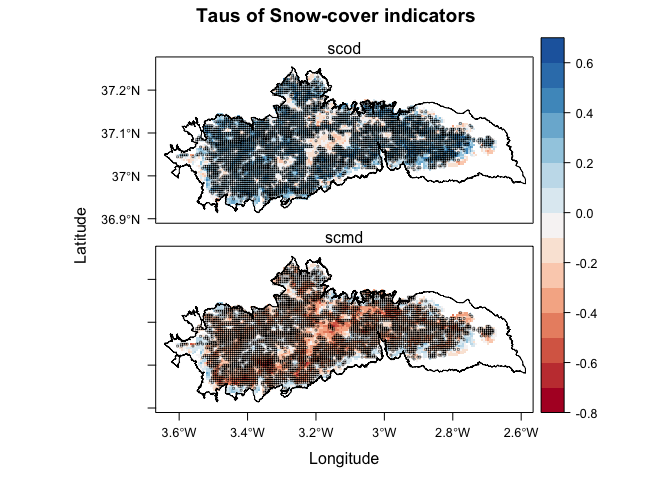 Taus of Snow-cover indicators
scod
37.2°N
37.1°N
37°N
36.9°N
Latitude
scmd
3.6°W 3.4°W 3.2°W 3°W 2.8°W 2.6°W
Longitude
0.6
0.4
0.2
0.0
-0.2
-0.4
-0.6
-0.8